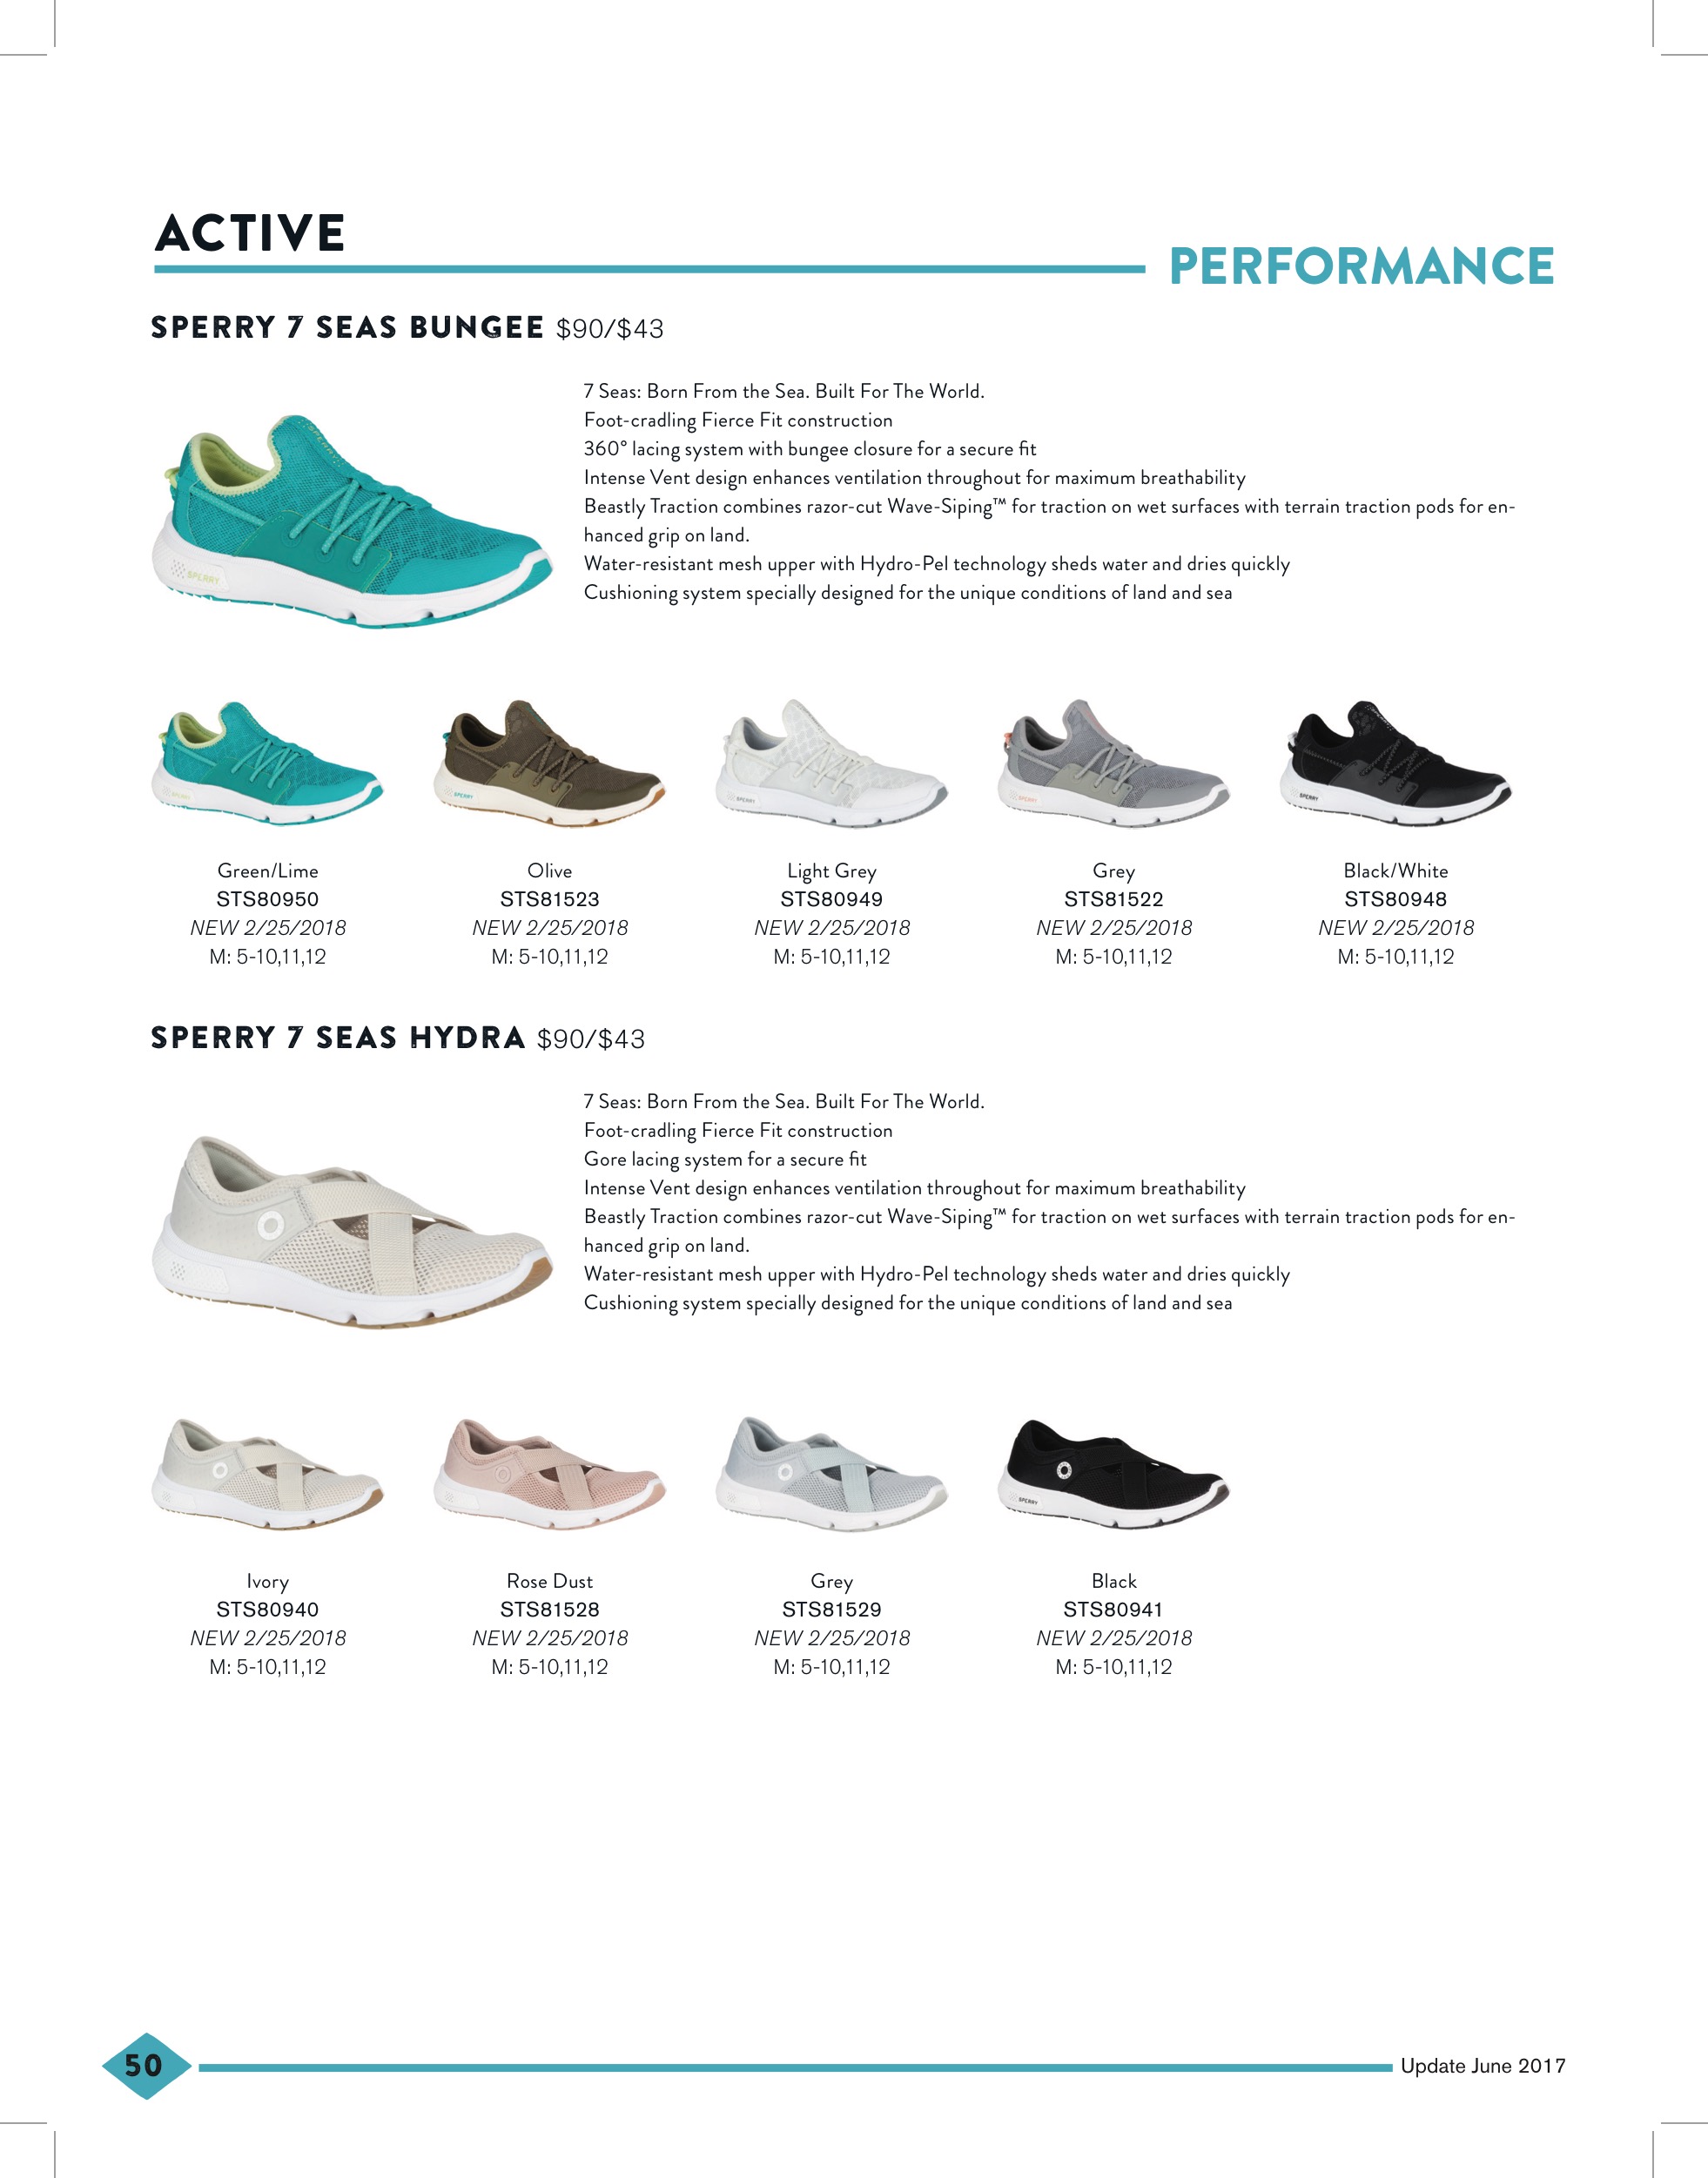 ACTIVE
PERFORMANCE
SPERRY 7 SEAS BUNGEE $90/$43
7 Seas: Born From the Sea. Built For The World.
Foot-cradling Fierce Fit construction
360° lacing system with bungee closure for a secure fit
Intense Vent design enhances ventilation throughout for maximum breathability
Beastly Traction combines razor-cut Wave-Siping™ for traction on wet surfaces with terrain traction pods for en-
hanced grip on land.
Water-resistant mesh upper with Hydro-Pel technology sheds water and dries quickly
Cushioning system specially designed for the unique conditions of land and sea
SPERRY
SPERRY
SPERRY
SPERRY
SPERRY
Green/Lime
STS80950
NEW 2/25/2018
M: 5-10,11,12
Olive
STS81523
NEW 2/25/2018
M: 5-10,11,12
Light Grey
STS80949
NEW 2/25/2018
M: 5-10,11,12
Grey
STS81522
NEW 2/25/2018
M: 5-10,11,12
Black/White
STS80948
NEW 2/25/2018
M: 5-10,11,12
SPERRY 7 SEAS HYDRA $90/$43
7 Seas: Born From the Sea. Built For The World.
Foot-cradling Fierce Fit construction
Gore lacing system for a secure fit
Intense Vent design enhances ventilation throughout for maximum breathability
Beastly Traction combines razor-cut Wave-Siping™ for traction on wet surfaces with terrain traction pods for en-
hanced grip on land.
Water-resistant mesh upper with Hydro-Pel technology sheds water and dries quickly
Cushioning system specially designed for the unique conditions of land and sea
SPERRY
Ivory
STS80940
NEW 2/25/2018
M: 5-10,11,12
Rose Dust
STS81528
NEW 2/25/2018
M: 5-10,11,12
Grey
STS81529
NEW 2/25/2018
M: 5-10,11,12
Black
STS80941
NEW 2/25/2018
M: 5-10,11,12
50
Update June 2017